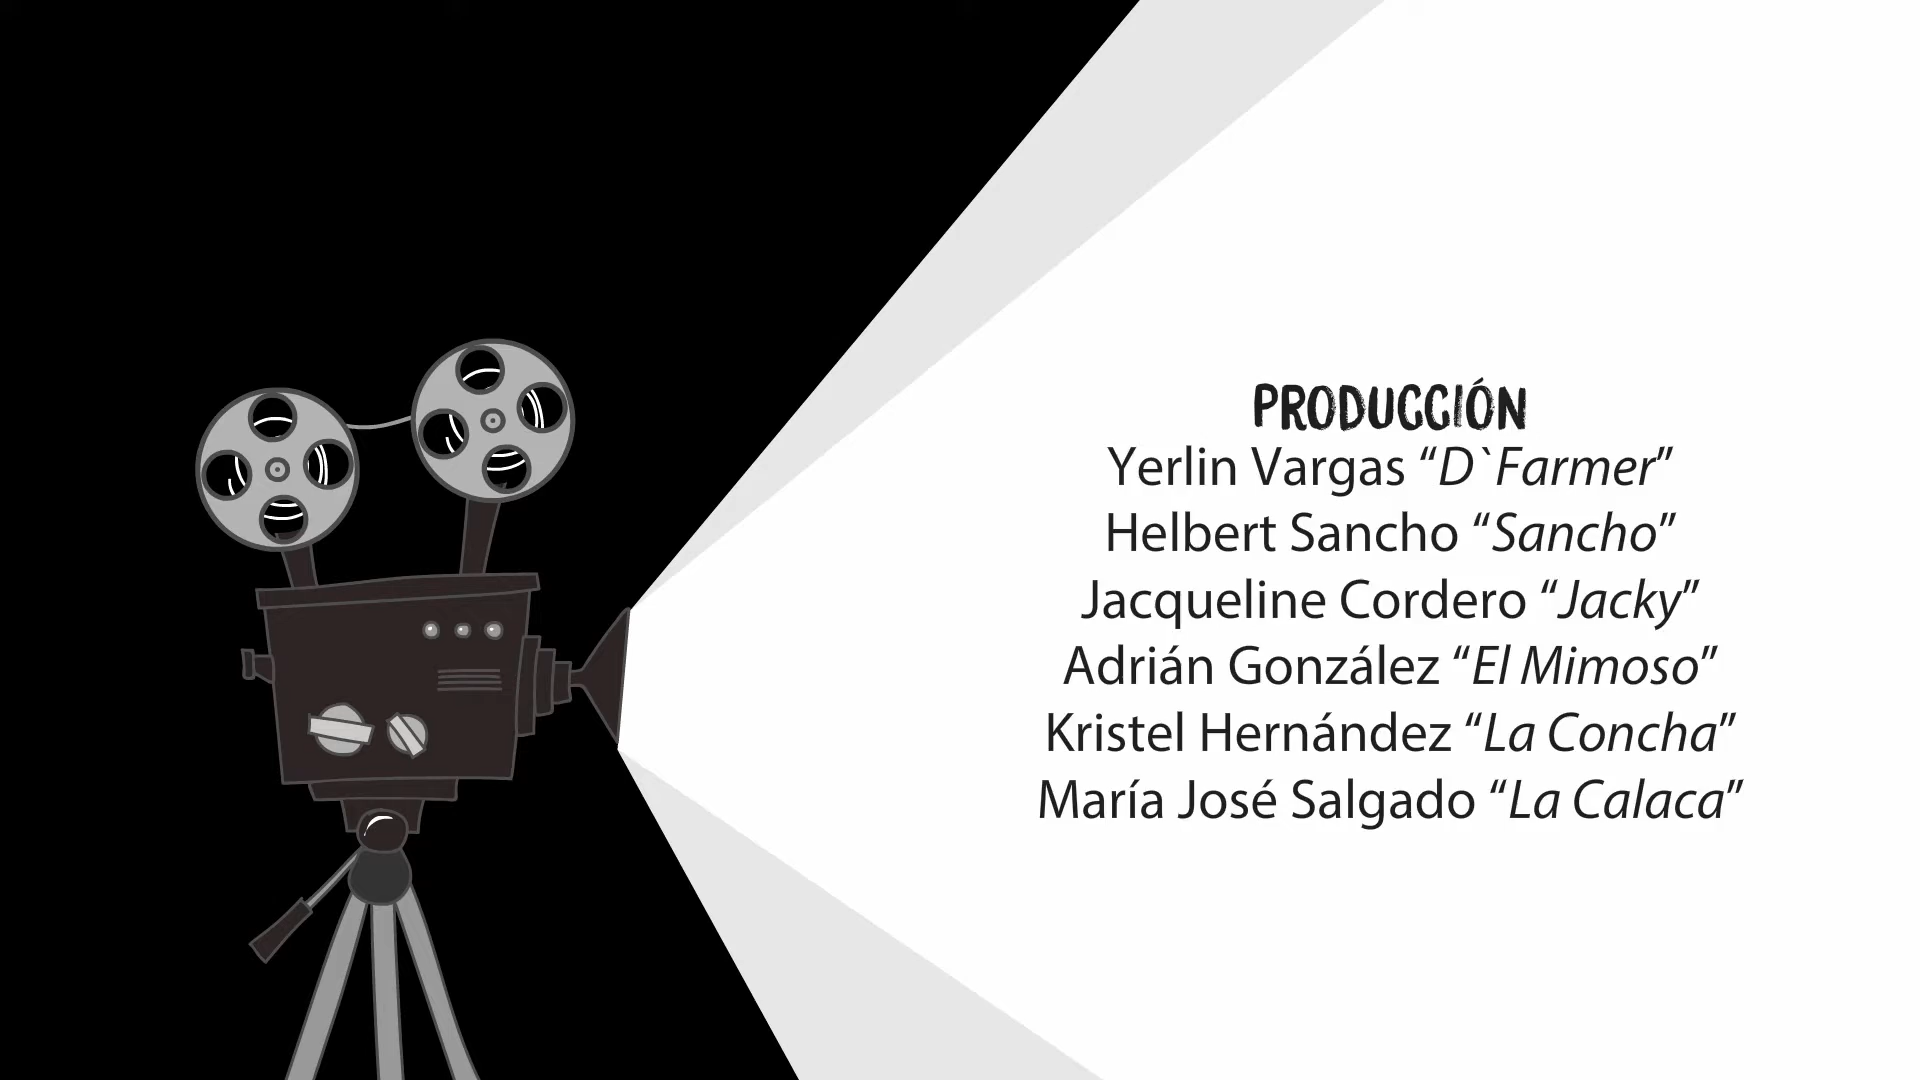 PRODUCCIÓN
Yerlin Vargas “D`Farmer”
Helbert Sancho “Sancho”
Jacqueline Cordero “Jacky”
Adrián González “El Mimoso”
Kristel Hernández “La Concha”
María José Salgado “La Calaca”